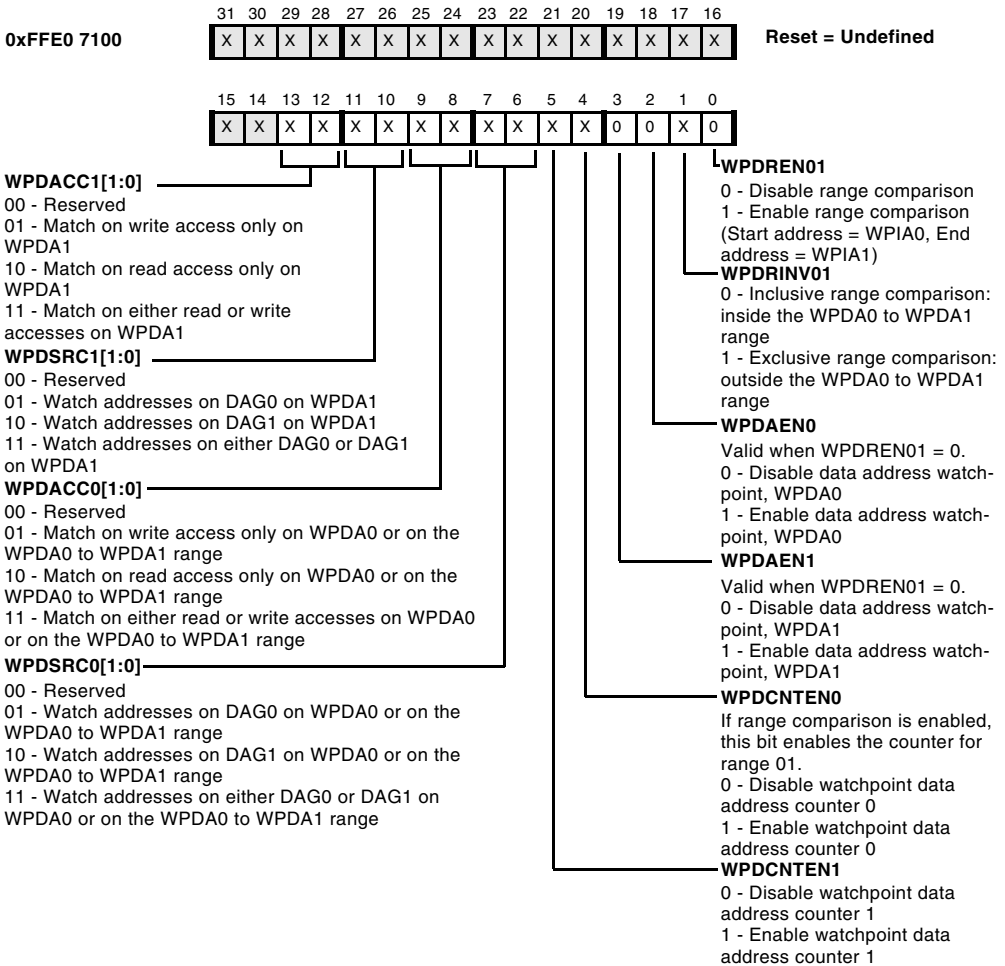 31 30 29 28 27 26 25 24 23 22 21 20 19 18 17 16
0xFFE0 7100
X X X X X X X X X X X X X X X X
Reset = Undefined
15 14 13 12 11 10 9 8 7 6 5 4 3 2 1 0
X X X X X X X X X X X X 0 0 X 0
WPDACC1[1:0]
00 - Reserved
01 - Match on write access only on
WPDA1
10 - Match on read access only on
WPDA1
11 - Match on either read or write
accesses on WPDA1
WPDSRC1[1:0]
00 - Reserved
01 - Watch addresses on DAG0 on WPDA1
10 - Watch addresses on DAG1 on WPDA1
11 - Watch addresses on either DAG0 or DAG1
on WPDA1
WPDACC0[1:0]
00 - Reserved
01 - Match on write access only on WPDA0 or on the
WPDA0 to WPDA1 range
10 - Match on read access only on WPDA0 or on the
WPDA0 to WPDA1 range
11 - Match on either read or write accesses on WPDA0
or on the WPDA0 to WPDA1 range
WPDSRC0[1:0]
00 - Reserved
01 - Watch addresses on DAG0 on WPDA0 or on the
WPDA0 to WPDA1 range
10 - Watch addresses on DAG1 on WPDA0 or on the
WPDA0 to WPDA1 range
11 - Watch addresses on either DAG0 or DAG1 on
WPDA0 or on the WPDA0 to WPDA1 range
WPDREN01
0 - Disable range comparison
1 - Enable range comparison
(Start address = WPIA0, End
address = WPIA1)
WPDRINV01
0 - Inclusive range comparison:
inside the WPDA0 to WPDA1
range
1 - Exclusive range comparison:
outside the WPDA0 to WPDA1
range
WPDAEN0
Valid when WPDREN01 = 0.
0 - Disable data address watch-
point, WPDA0
1 - Enable data address watch-
point, WPDA0
WPDAEN1
Valid when WPDREN01 = 0.
0 - Disable data address watch-
point, WPDA1
1 - Enable data address watch-
point, WPDA1
WPDCNTEN0
If range comparison is enabled,
this bit enables the counter for
range 01.
0 - Disable watchpoint data
address counter 0
1 - Enable watchpoint data
address counter 0
WPDCNTEN1
0 - Disable watchpoint data
address counter 1
1 - Enable watchpoint data
address counter 1